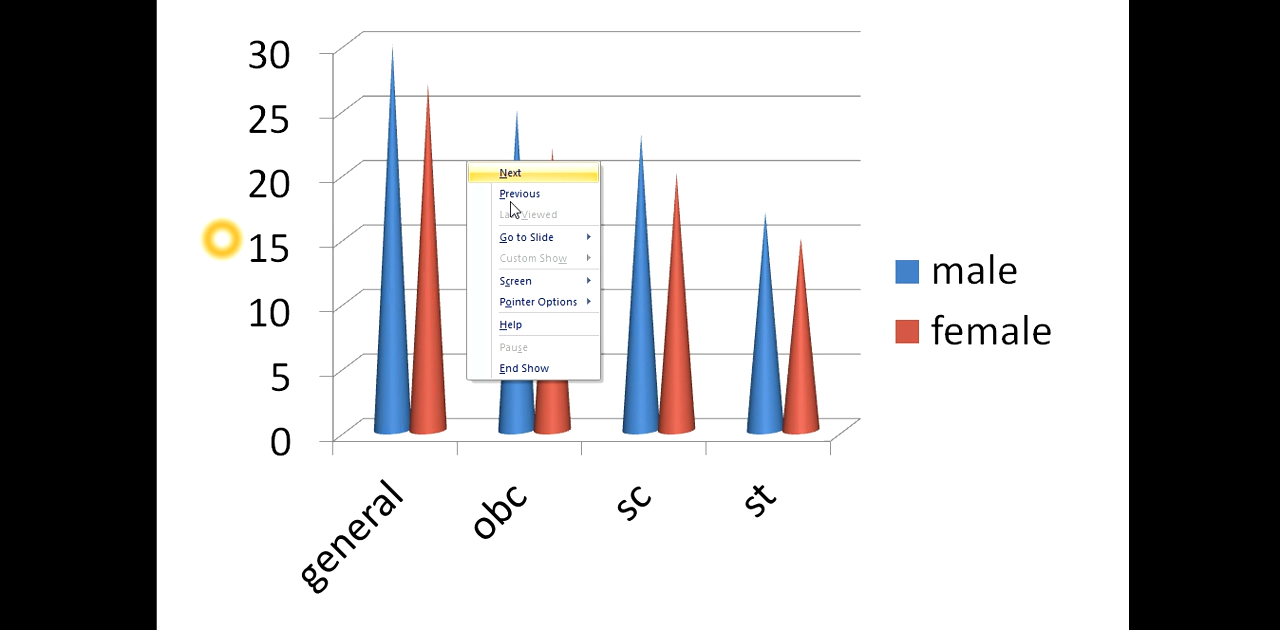 30
25
20
15
10
5
0
general
obc
sc
st
male
female
Next
Previous
Viewed
Go to Slide
Custom Show
Screen
Pointer Options
Help
Pause
End Show